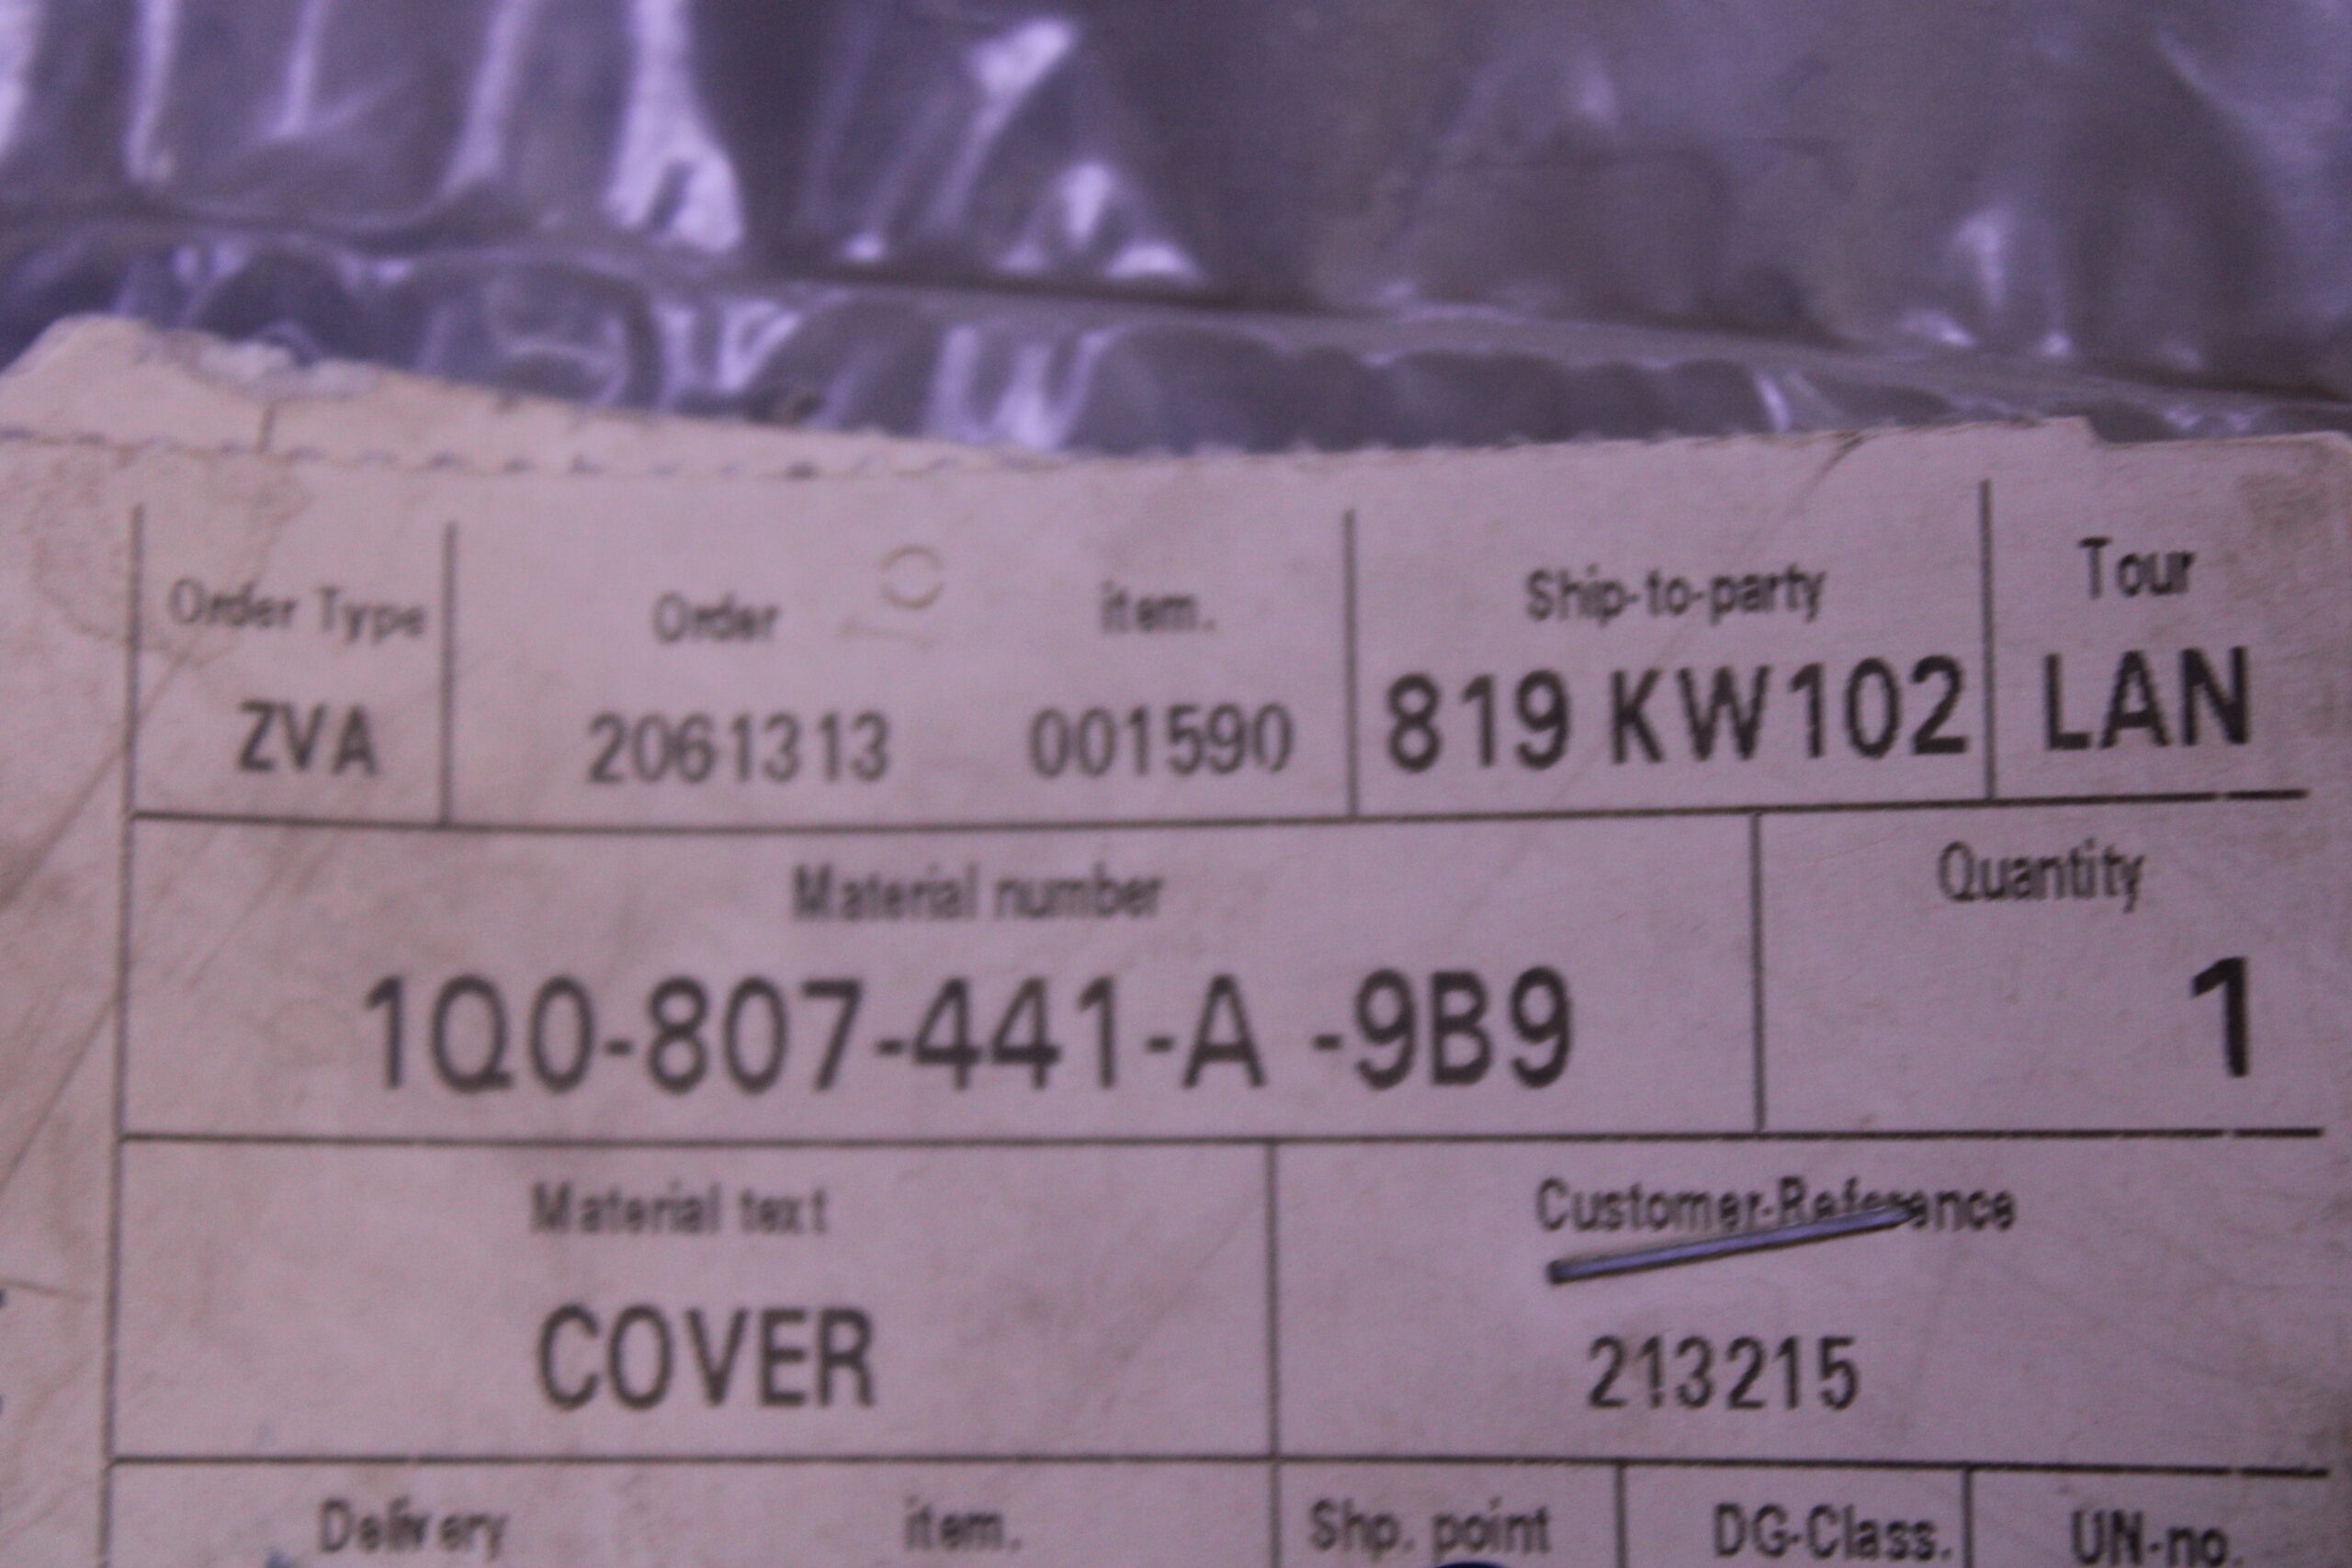 Order Type Order item. Ship-to-party Tour
ZVA 2061313 001590 819 KW102 LAN
Material number Quantity
1Q0-807-441-A -9B9 1
Material text Customer-Reference
COVER 213215
Delivery item. Shp. point DG-Class. UN-no.